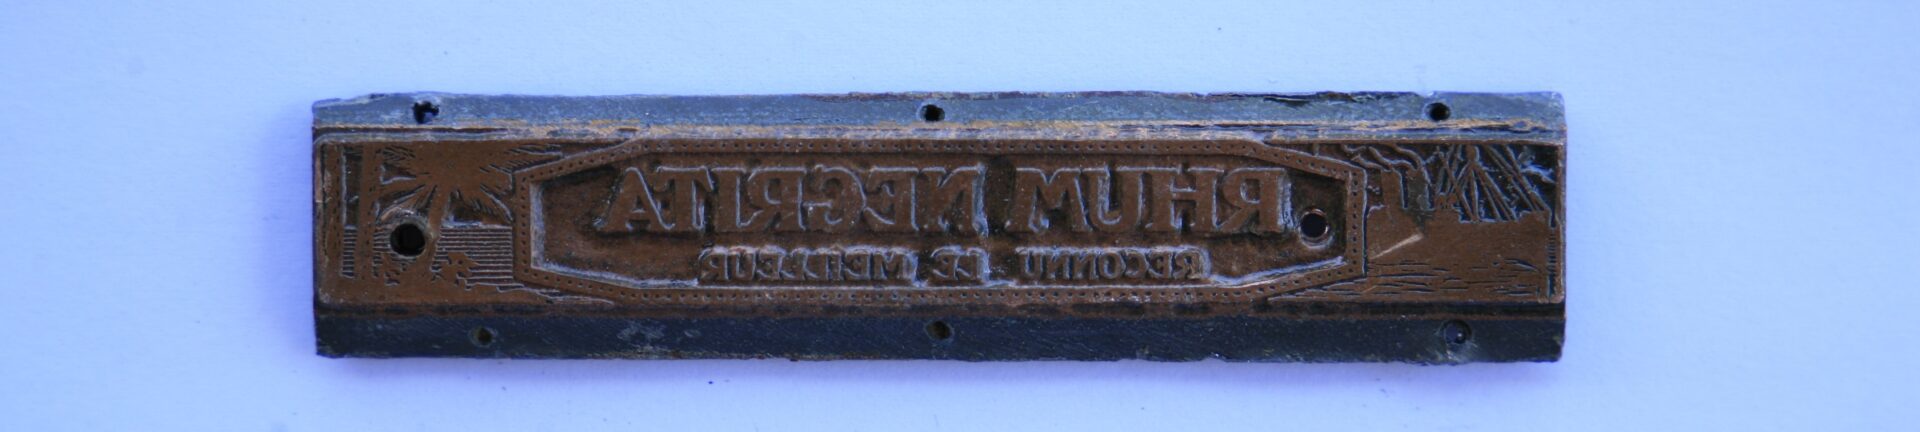 RHUM NEGRITA
RECONNU LE MEILLEUR